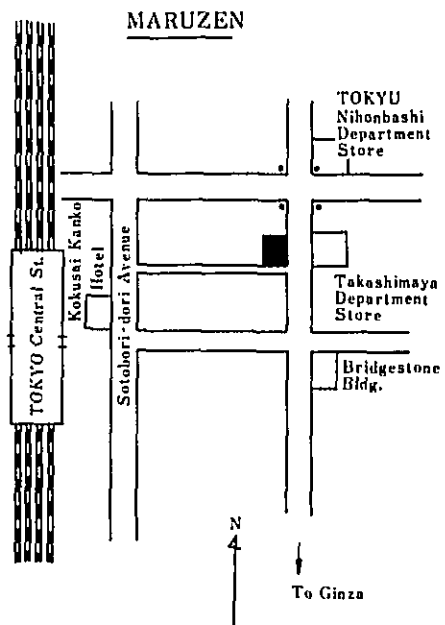 MARUZEN
TOKYU
Nihonbashi
Department
Store
Kokusai Kanko
Hotel
Sotobori-dori Avenue
TOKYO Central St.
Takashimaya
Department
Store
Bridgestone
Bldg.
N
To Ginza